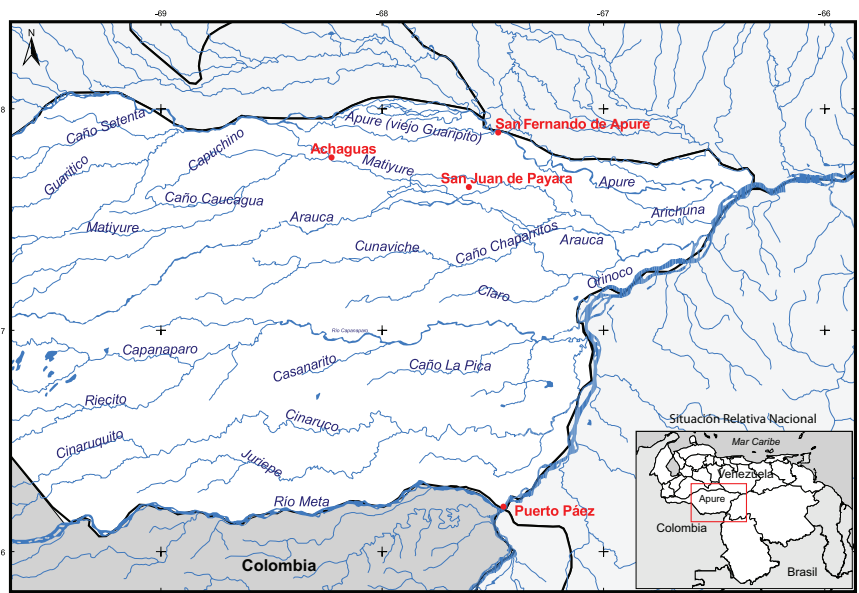 -69
-68
-67
-66
N
8
Caño Setenta
Apure (viejo Guaripito)
San Fernando de Apure
Capuchino
Achaguas
Guaritico
Matiyure
San Juan de Payara
Apure
Caño Caucagua
Arichuna
Arauca
Matiyure
Caño Chaparritos
Arauca
Cunaviche
Orinoco
Claro
7
Río Capanaparo
Capanaparo
Casanarito
Caño La Pica
Riecito
Cinaruco
Cinaruquito
Juriepe
Río Meta
Puerto Páez
6
Colombia
Situación Relativa Nacional
Mar Caribe
Venezuela
Apure
Colombia
Brasil